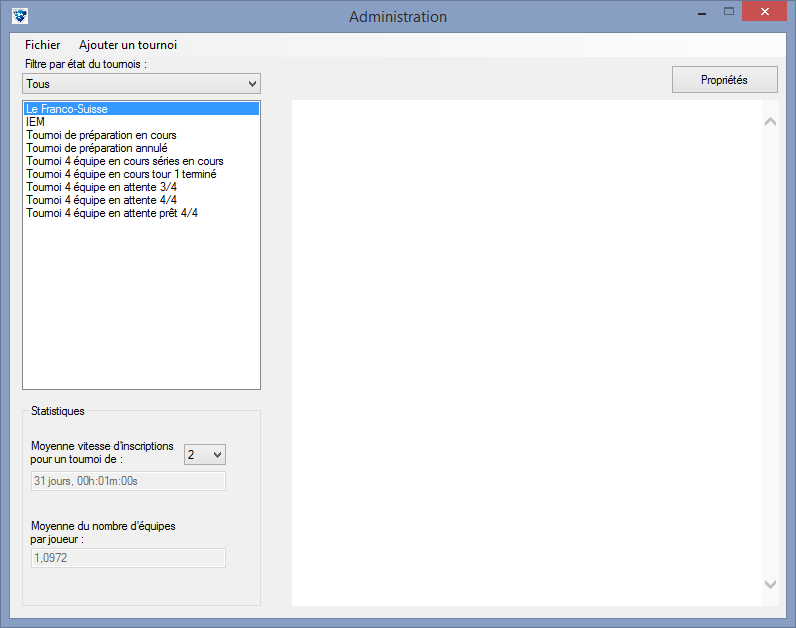 Administration
Fichier Ajouter un tournoi
Filtre par état du tournois :
Tous
Propriétés
Le Franco-Suisse
IEM
Tournoi de préparation en cours
Tournoi de préparation annulé
Tournoi 4 équipe en cours séries en cours
Tournoi 4 équipe en cours tour 1 terminé
Tournoi 4 équipe en attente 3/4
Tournoi 4 équipe en attente 4/4
Tournoi 4 équipe en attente prêt 4/4
Statistiques
Moyenne vitesse d'inscriptions
pour un tournoi de :
2
31 jours, 00h:01m:00s
Moyenne du nombre d'équipes
par joueur :
1,0972